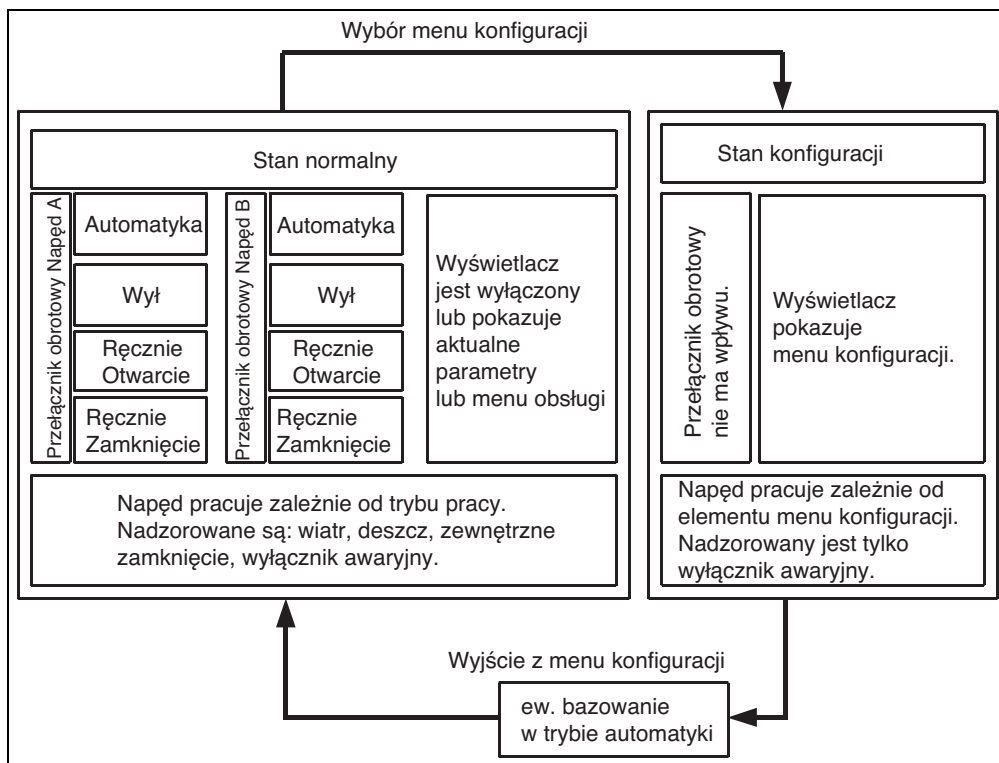 Wybór menu konfiguracji
Stan normalny
Przełącznik obrotowy Napęd A
Automatyka
Wył
Ręcznie
Otwarcie
Ręcznie
Zamknięcie
Przełącznik obrotowy Napęd B
Automatyka
Wył
Ręcznie
Otwarcie
Ręcznie
Zamknięcie
Wyświetlacz
jest wyłączony
lub pokazuje
aktualne
parametry
lub menu obsługi
Napęd pracuje zależnie od trybu pracy.
Nadzorowane są: wiatr, deszcz, zewnętrzne
zamknięcie, wyłącznik awaryjny.
Stan konfiguracji
Przełącznik obrotowy
nie ma wpływu.
Wyświetlacz
pokazuje
menu konfiguracji.
Napęd pracuje zależnie od
elementu menu konfiguracji.
Nadzorowany jest tylko
wyłącznik awaryjny.
Wyjście z menu konfiguracji
ew. bazowanie
w trybie automatyki